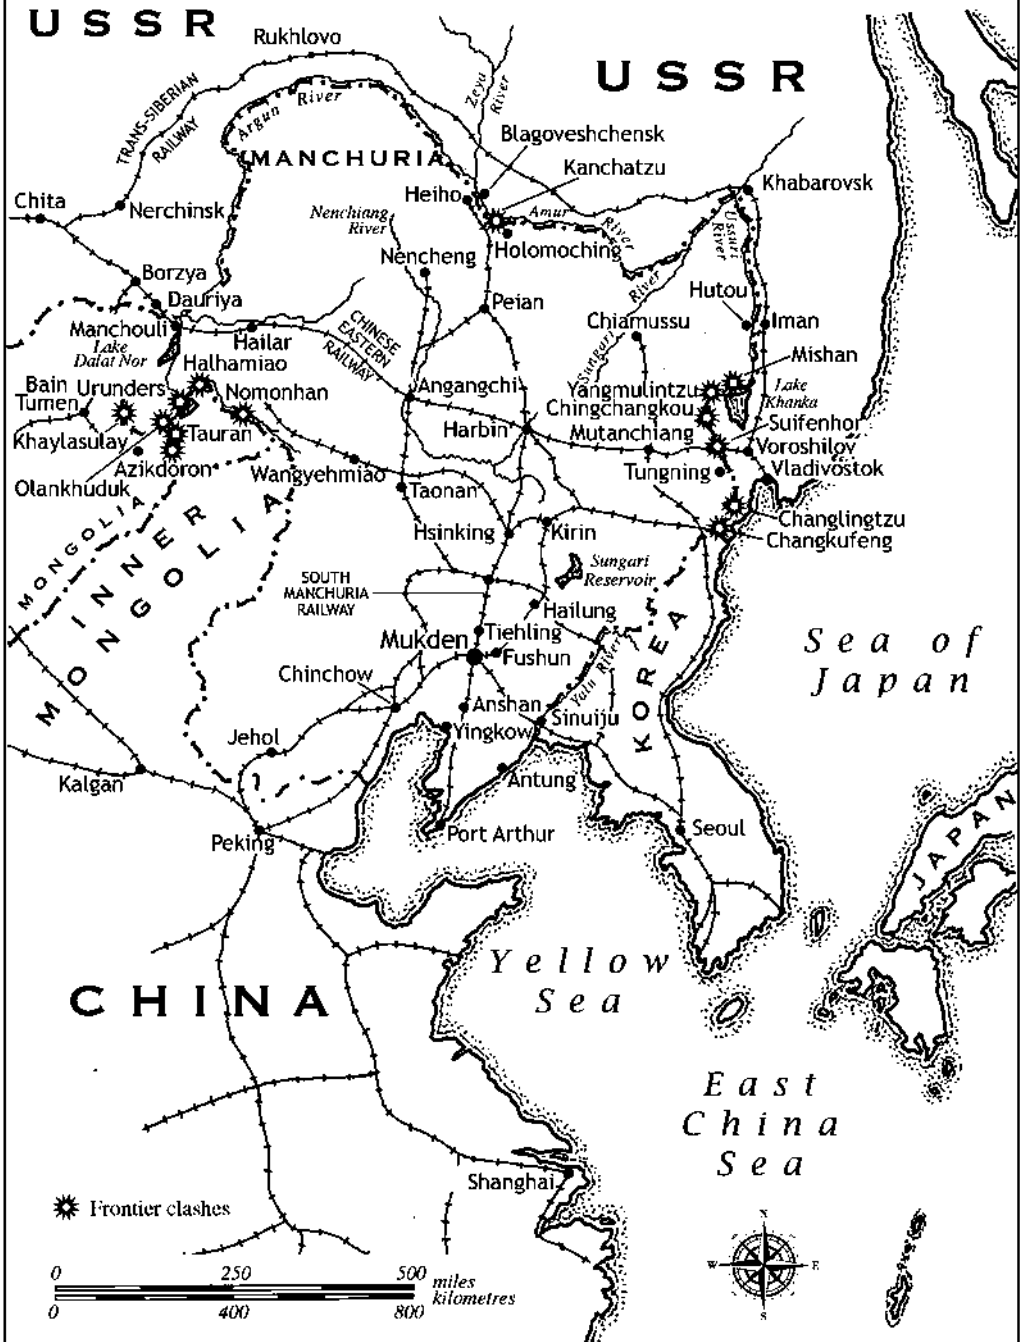 USSR
Rukhlovo
USSR
TRANS-SIBERIAN
RAILWAY
Argun
River
Zeya
River
MANCHURIA
Blagoveshchensk
Kanchatzu
Heiho
Khabarovsk
Chita
Nerchinsk
Nenchiang
River
Amur
River
Ussuri
River
Holomoching
Nencheng
Borzya
Dauriya
Peian
River
Sungari
Hutou
Manchouli
Lake
Dalat Nor
Hailar
CHINESE
EASTERN
RAILWAY
Chiamussu
Iman
Halhamiao
Mishan
Bain
Tumen
Urunders
Nomonhan
Angangchi
Yangmulintzu
Lake
Khanka
Chingchangkou
Khaylasulay
Tauran
Harbin
Mutanchiang
Suifenhor
Voroshilov
Azikdoron
Wangyehmiao
Tungning
Vladivostok
Olankhuduk
Taonan
MONGOLIA
INNER
MONGOLIA
Hsinking
Kirin
Changlingtzu
Changkufeng
SOUTH
MANCHURIA
RAILWAY
Sungari
Reservoir
Hailung
Tiehling
Mukden
Fushun
KOREA
Sea of
Japan
Chinchow
Yalu River
Anshan
Sinuiju
Yingkow
Jehol
Antung
Kalgan
Peking
Port Arthur
Seoul
JAPAN
Yellow
Sea
CHINA
East
China
Sea
Shanghai
Frontier clashes
N
W
E
S
0 250 500 miles
kilometres
0 400 800